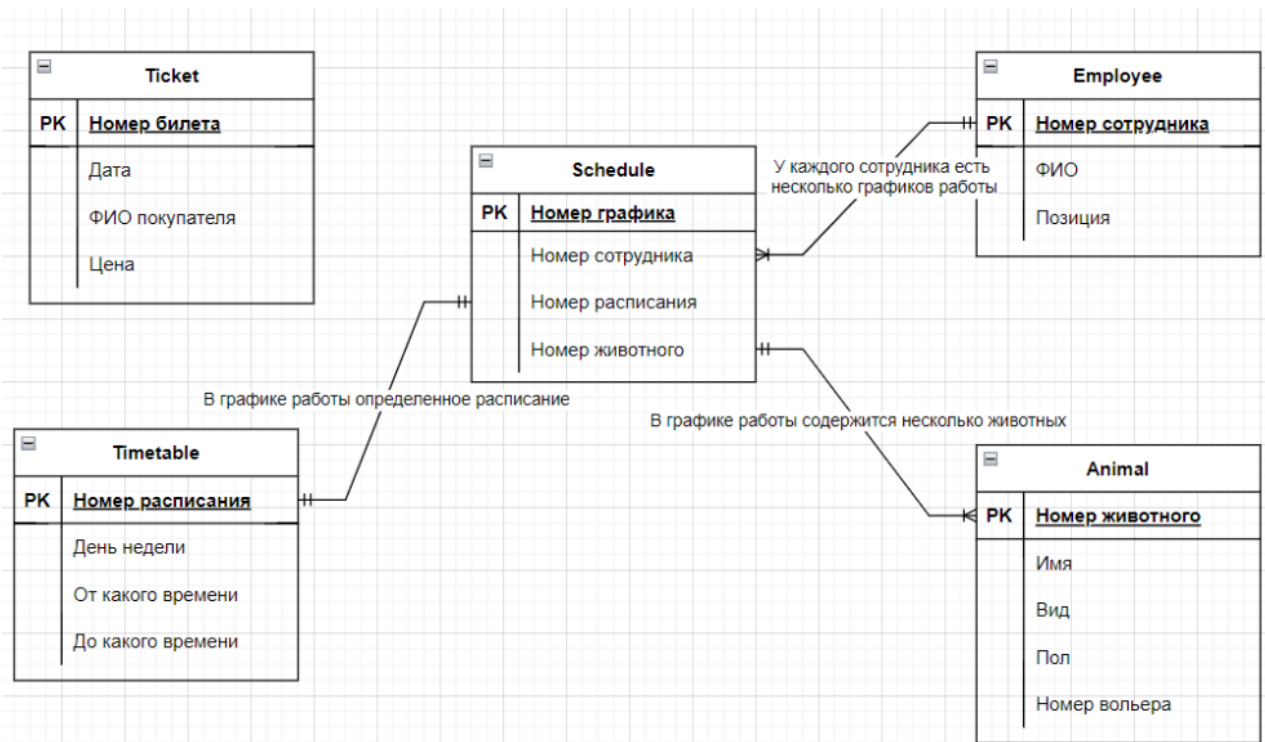 Ticket
PK Номер билета
Дата
ФИО покупателя
Цена
Employee
PK Номер сотрудника
ФИО
Позиция
Schedule
PK Номер графика
Номер сотрудника
Номер расписания
Номер животного
У каждого сотрудника есть
несколько графиков работы
В графике работы определенное расписание
В графике работы содержится несколько животных
Timetable
PK Номер расписания
День недели
От какого времени
До какого времени
Animal
PK Номер животного
Имя
Вид
Пол
Номер вольера